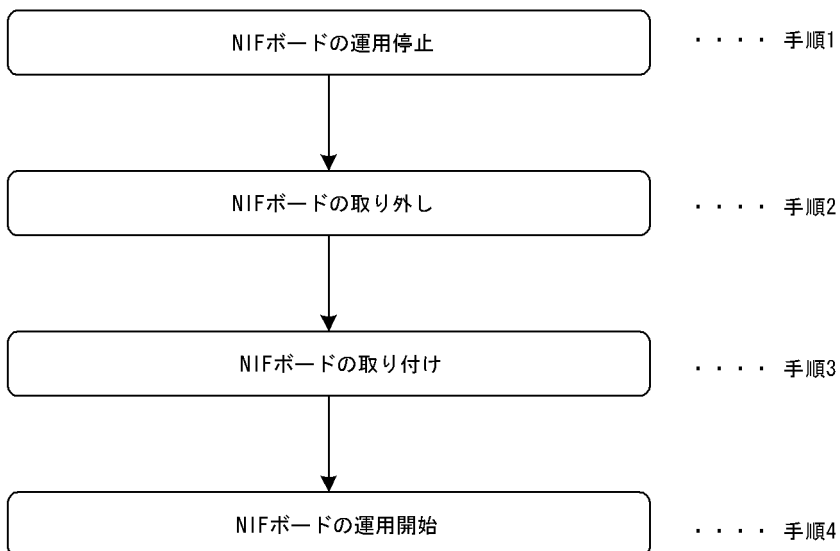 NIFボードの運用停止 ・・・・ 手順1
NIFボードの取り外し ・・・・ 手順2
NIFボードの取り付け ・・・・ 手順3
NIFボードの運用開始 ・・・・ 手順4